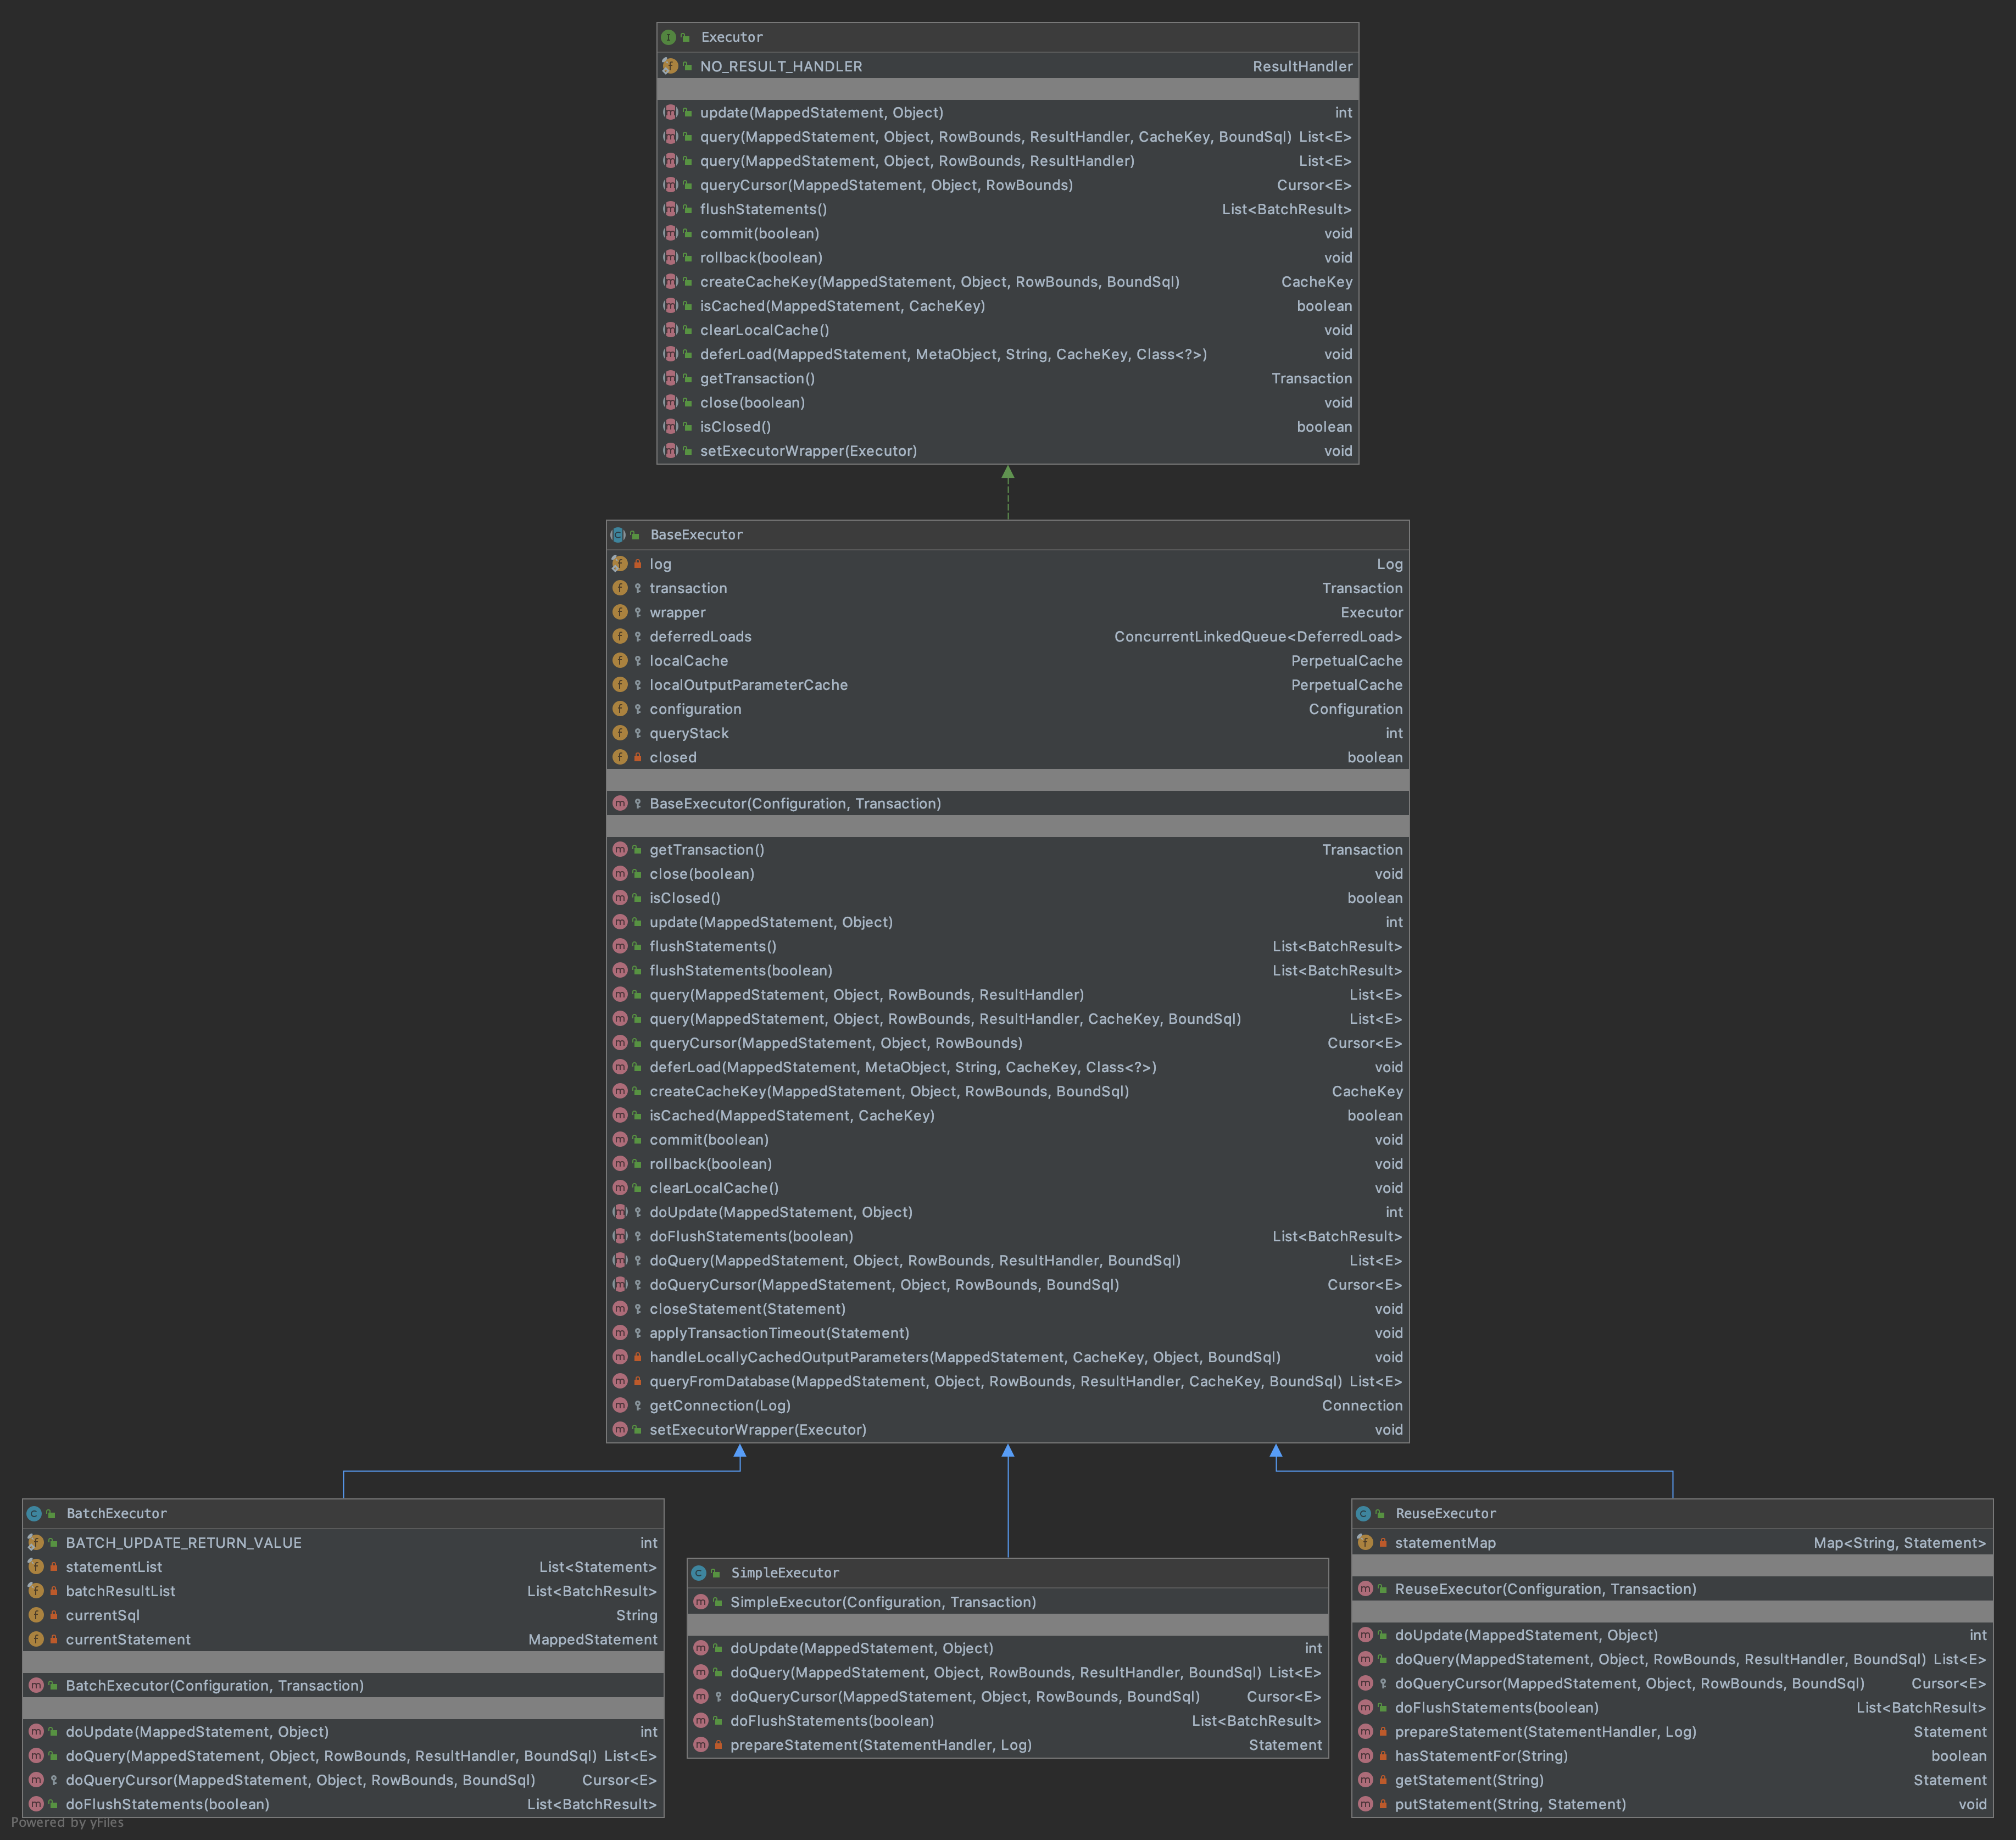 Executor
NO_RESULT_HANDLER ResultHandler
update(MappedStatement, Object) int
query(MappedStatement, Object, RowBounds, ResultHandler, CacheKey, BoundSql) List<E>
query(MappedStatement, Object, RowBounds, ResultHandler) List<E>
queryCursor(MappedStatement, Object, RowBounds) Cursor<E>
flushStatements() List<BatchResult>
commit(boolean) void
rollback(boolean) void
createCacheKey(MappedStatement, Object, RowBounds, BoundSql) CacheKey
isCached(MappedStatement, CacheKey) boolean
clearLocalCache() void
deferLoad(MappedStatement, MetaObject, String, CacheKey, Class<?>) void
getTransaction() Transaction
close(boolean) void
isClosed() boolean
setExecutorWrapper(Executor) void
BaseExecutor
log Log
transaction Transaction
wrapper Executor
deferredLoads ConcurrentLinkedQueue<DeferredLoad>
localCache PerpetualCache
localOutputParameterCache PerpetualCache
configuration Configuration
queryStack int
closed boolean
BaseExecutor(Configuration, Transaction)
getTransaction() Transaction
close(boolean) void
isClosed() boolean
update(MappedStatement, Object) int
flushStatements() List<BatchResult>
flushStatements(boolean) List<BatchResult>
query(MappedStatement, Object, RowBounds, ResultHandler) List<E>
query(MappedStatement, Object, RowBounds, ResultHandler, CacheKey, BoundSql) List<E>
queryCursor(MappedStatement, Object, RowBounds) Cursor<E>
deferLoad(MappedStatement, MetaObject, String, CacheKey, Class<?>) void
createCacheKey(MappedStatement, Object, RowBounds, BoundSql) CacheKey
isCached(MappedStatement, CacheKey) boolean
commit(boolean) void
rollback(boolean) void
clearLocalCache() void
doUpdate(MappedStatement, Object) int
doFlushStatements(boolean) List<BatchResult>
doQuery(MappedStatement, Object, RowBounds, ResultHandler, BoundSql) List<E>
doQueryCursor(MappedStatement, Object, RowBounds, BoundSql) Cursor<E>
closeStatement(Statement) void
applyTransactionTimeout(Statement) void
handleLocallyCachedOutputParameters(MappedStatement, CacheKey, Object, BoundSql) void
queryFromDatabase(MappedStatement, Object, RowBounds, ResultHandler, CacheKey, BoundSql) List<E>
getConnection(Log) Connection
setExecutorWrapper(Executor) void
BatchExecutor
BATCH_UPDATE_RETURN_VALUE int
statementList List<Statement>
batchResultList List<BatchResult>
currentSql String
currentStatement MappedStatement
BatchExecutor(Configuration, Transaction)
doUpdate(MappedStatement, Object) int
doQuery(MappedStatement, Object, RowBounds, ResultHandler, BoundSql) List<E>
doQueryCursor(MappedStatement, Object, RowBounds, BoundSql) Cursor<E>
doFlushStatements(boolean) List<BatchResult>
SimpleExecutor
SimpleExecutor(Configuration, Transaction)
doUpdate(MappedStatement, Object) int
doQuery(MappedStatement, Object, RowBounds, ResultHandler, BoundSql) List<E>
doQueryCursor(MappedStatement, Object, RowBounds, BoundSql) Cursor<E>
doFlushStatements(boolean) List<BatchResult>
prepareStatement(StatementHandler, Log) Statement
ReuseExecutor
statementMap Map<String, Statement>
ReuseExecutor(Configuration, Transaction)
doUpdate(MappedStatement, Object) int
doQuery(MappedStatement, Object, RowBounds, ResultHandler, BoundSql) List<E>
doQueryCursor(MappedStatement, Object, RowBounds, BoundSql) Cursor<E>
doFlushStatements(boolean) List<BatchResult>
prepareStatement(StatementHandler, Log) Statement
hasStatementFor(String) boolean
getStatement(String) Statement
putStatement(String, Statement) void
Powered by yFiles